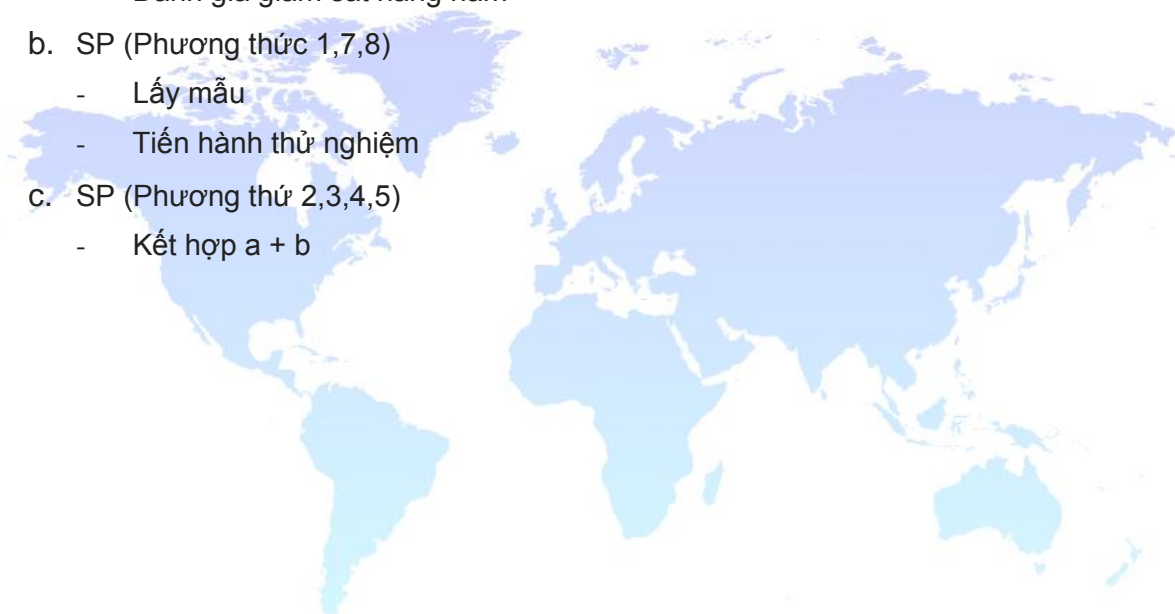 b. SP (Phương thức 1,7,8)
- Lấy mẫu
- Tiến hành thử nghiệm
c. SP (Phương thứ 2,3,4,5)
- Kết hợp a + b